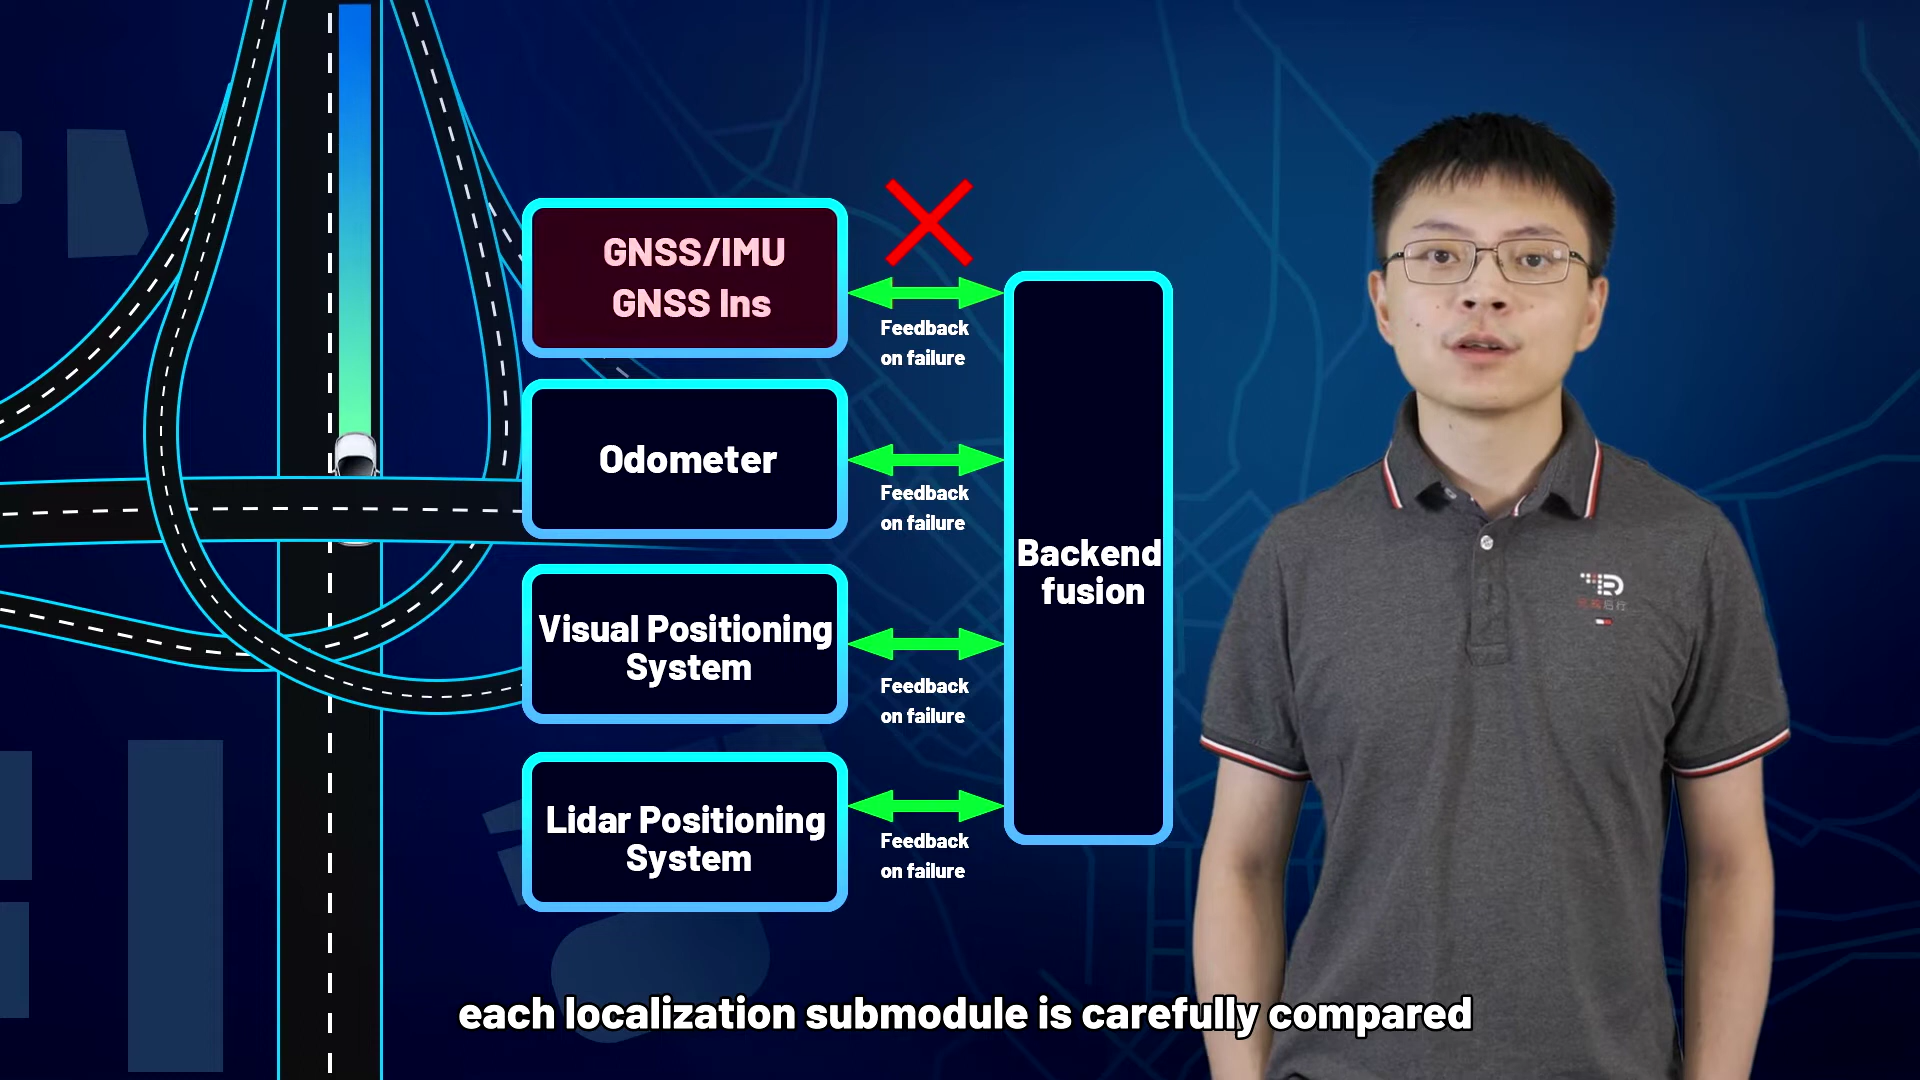 GNSS/IMU
GNSS Ins
Feedback
on failure
Odometer
Feedback
on failure
Backend
fusion
Visual Positioning
System
Feedback
on failure
Lidar Positioning
System
Feedback
on failure
each localization submodule is carefully compared